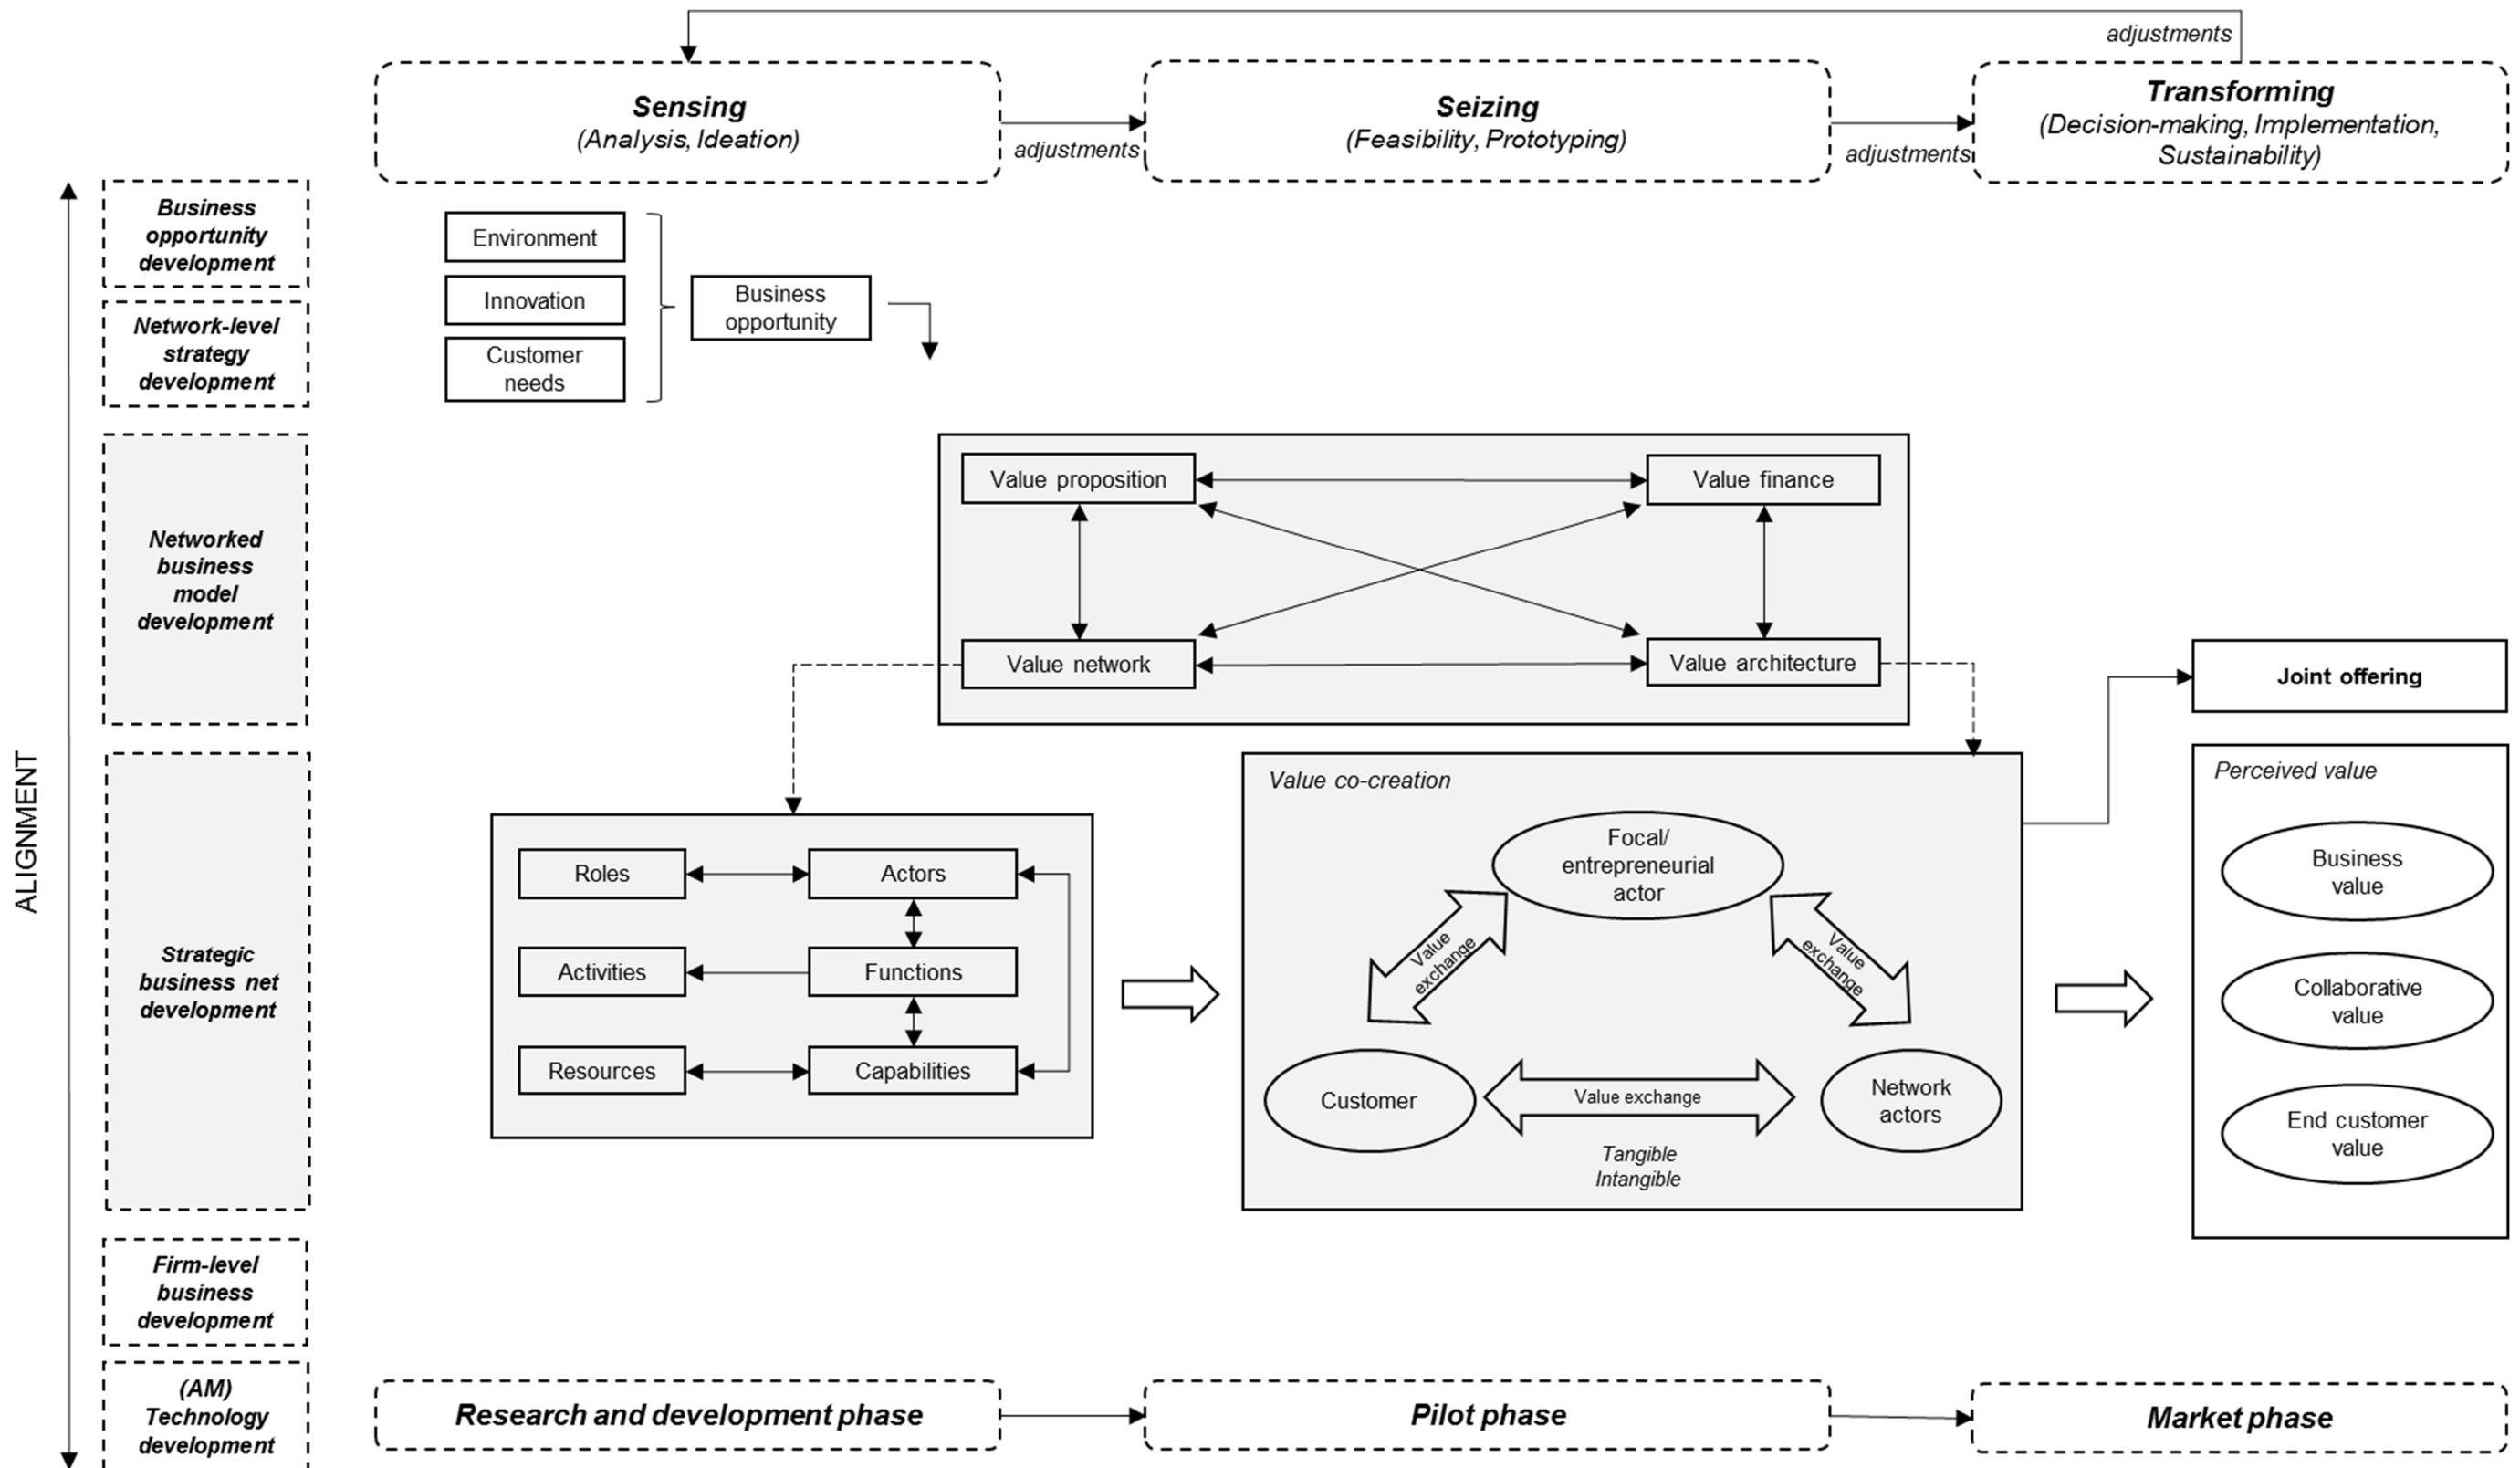 adjustments
Sensing
(Analysis, Ideation)
adjustments
Seizing
(Feasibility, Prototyping)
adjustments
Transforming
(Decision-making, Implementation,
Sustainability)
ALIGNMENT
Business
opportunity
development
Network-level
strategy
development
Environment
Innovation
Customer
needs
Business
opportunity
Networked
business
model
development
Value proposition
Value finance
Value network
Value architecture
Joint offering
Strategic
business net
development
Roles
Actors
Activities
Functions
Resources
Capabilities
Value co-creation
Focal/
entrepreneurial
actor
Value
exchange
Value
exchange
Customer
Value exchange
Network
actors
Tangible
Intangible
Perceived value
Business
value
Collaborative
value
End customer
value
Firm-level
business
development
(AM)
Technology
development
Research and development phase
Pilot phase
Market phase